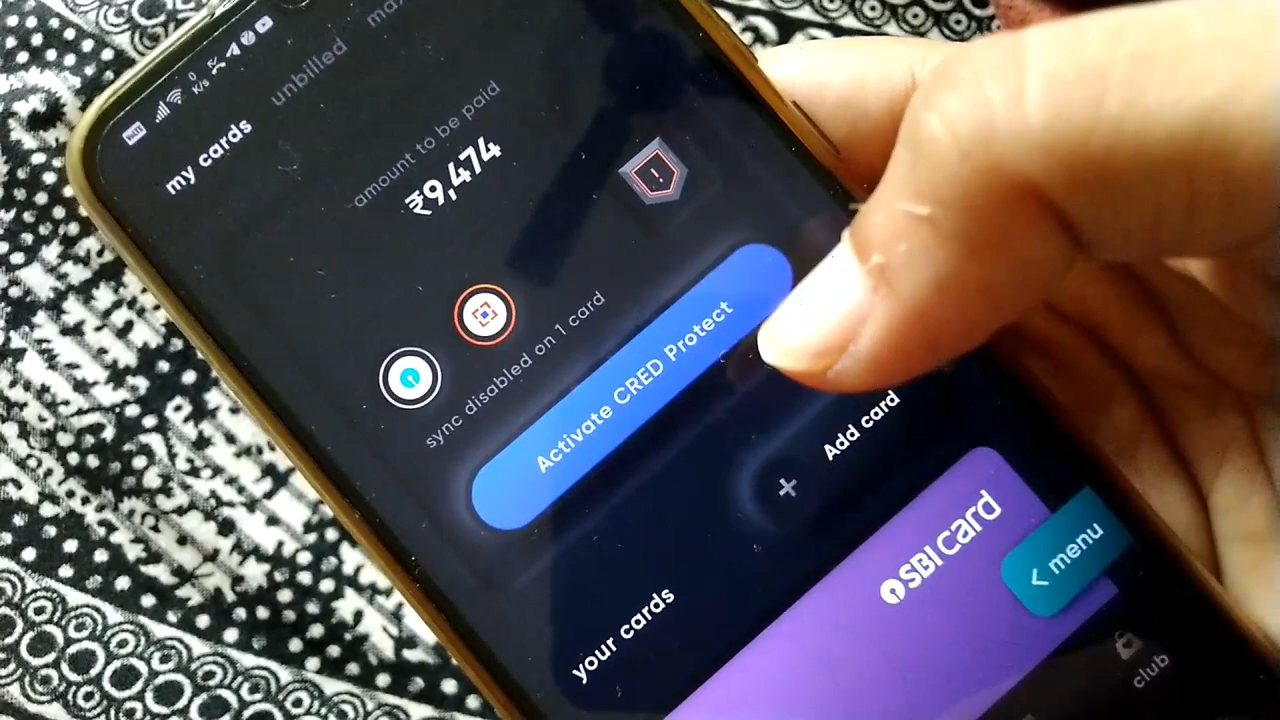 0
K/s
my cards
unbilled
amount to be paid
₹9,474
!
sync disabled on 1 card
Activate CRED Protect
+ Add card
your cards
SBI card
< menu
club